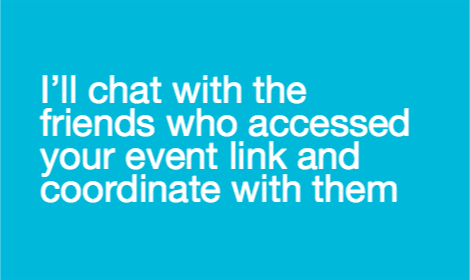 I’ll chat with the
friends who accessed
your event link and
coordinate with them